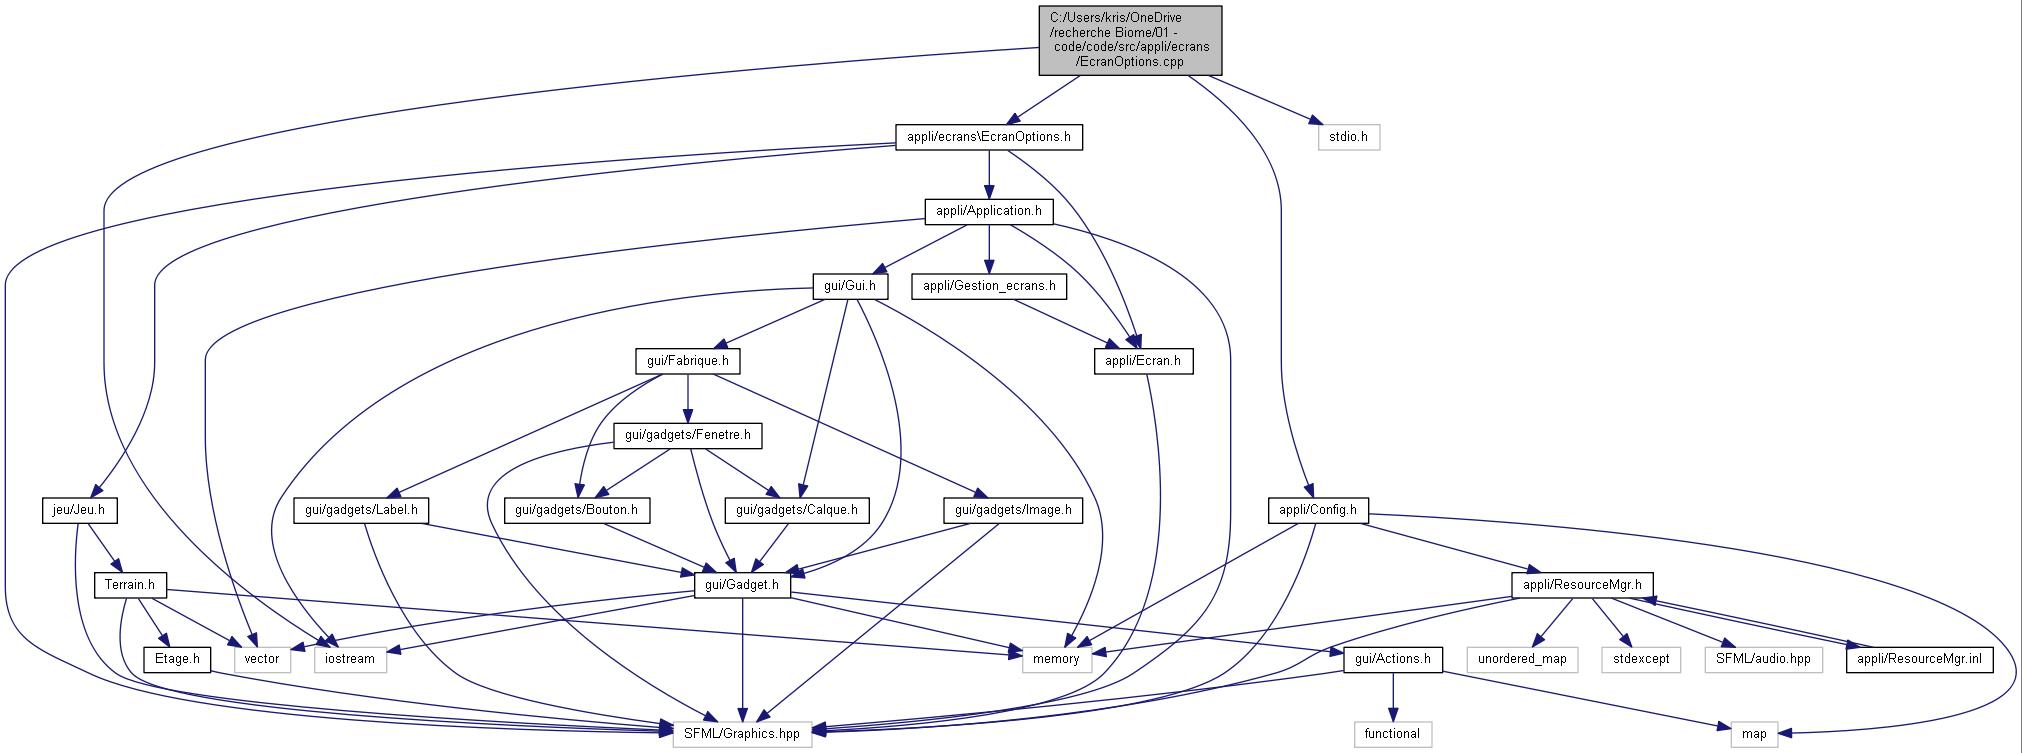 C:/Users/kris/OneDrive
/recherche Biome/01 -
code/code/src/appli/ecrans
/EcranOptions.cpp
appli/ecrans\EcranOptions.h
stdio.h
appli/Application.h
gui/Gui.h
appli/Gestion_ecrans.h
gui/Fabrique.h
appli/Ecran.h
gui/gadgets/Fenetre.h
jeu/Jeu.h
gui/gadgets/Label.h
gui/gadgets/Bouton.h
gui/gadgets/Calque.h
gui/gadgets/Image.h
appli/Config.h
Terrain.h
gui/Gadget.h
appli/ResourceMgr.h
Etage.h
vector
iostream
memory
gui/Actions.h
unordered_map
stdexcept
SFML/audio.hpp
appli/ResourceMgr.inl
SFML/Graphics.hpp
functional
map